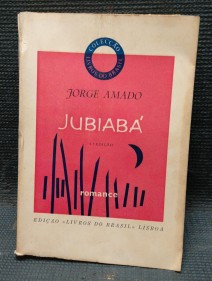 COLECÇÃO
LIVROS DO BRASIL
JORGE AMADO
JUBIABÁ
romance
EDIÇÃO «LIVROS DO BRASIL» LISBOA